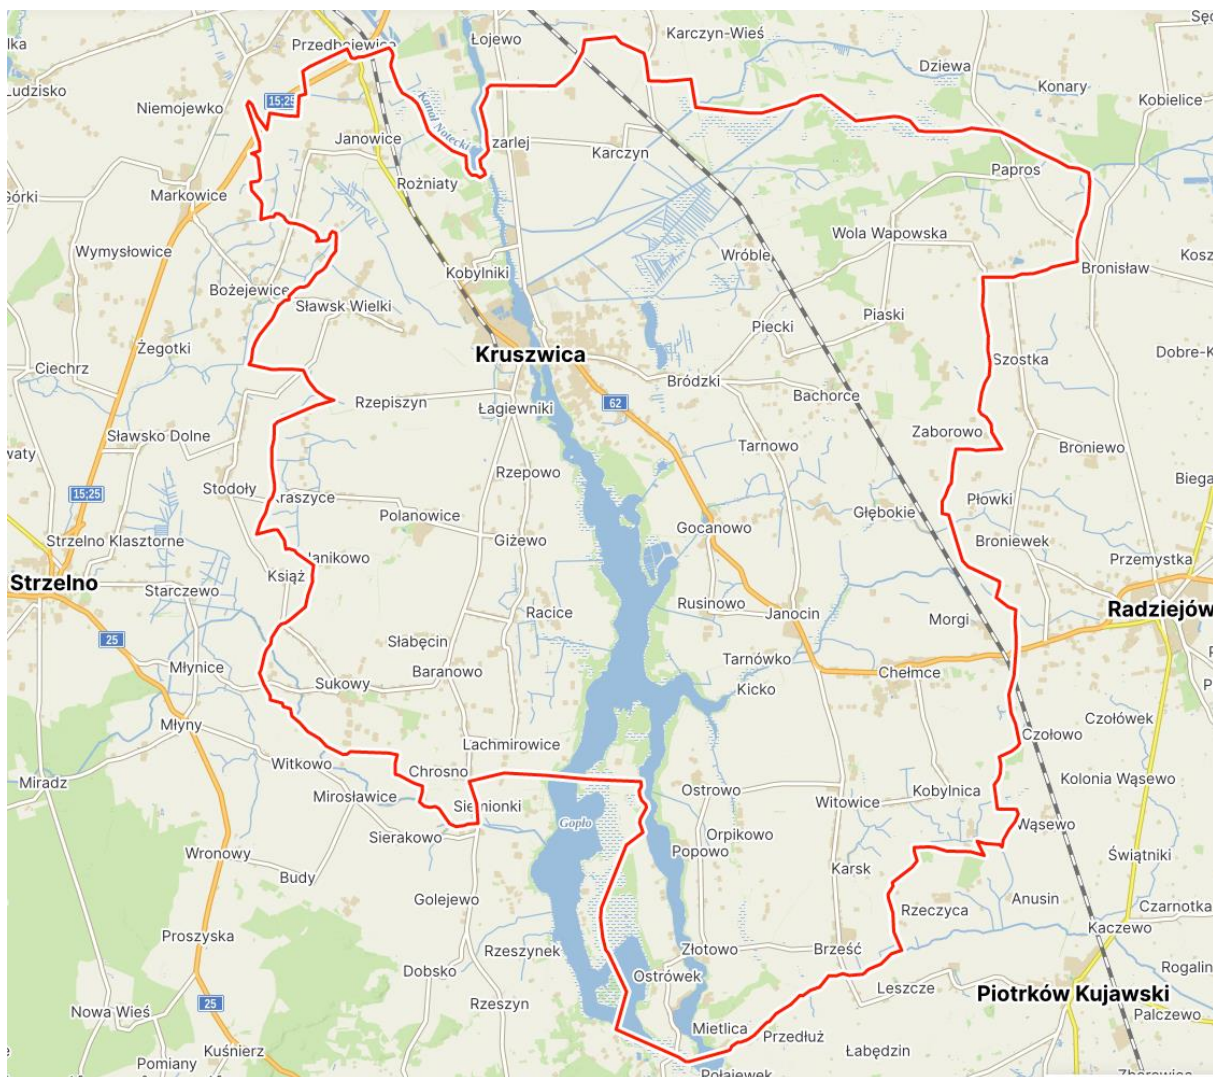 Przedbojewice
Łojewo
Karczyn-Wieś
Dziewa
Konary
Kobielice
Ludzisko
Niemojewko
15;25
Kanał Notecki
Janowice
Karczyn
Papros
Rożniaty
Markowice
Górki
Wymysłowice
Wola Wapowska
Wróble
Bronisław
Kobylniki
Bożejewice
Sławsk Wielki
Piaski
Piecki
Żegotki
Kruszwica
Szostka
Ciechrz
Bródzki
Rzepiszyn
Łagiewniki
62
Bachorce
Sławsko Dolne
Zaborowo
Tarnowo
Broniewo
Rzepowo
Stodoły
15;25
Płowki
Polanowice
Głębokie
Gocanowo
Strzelno Klasztorne
Giżewo
Broniewek
Przemystka
Strzelno
Książ
Starczewo
Racice
Rusinowo
Janocin
Radziejów
Morgi
25
Słabęcin
Młynice
Baranowo
Tarnówko
Sukowy
Kicko
Chełmce
Młyny
Czołówek
Czołowo
Lachmirowice
Witkowo
Chrosno
Miradz
Kolonia Wąsewo
Mirosławice
Ostrowo
Witowice
Kobylnica
Siemionki
Gopło
Wąsewo
Sierakowo
Orpikowo
Wronowy
Popowo
Świątniki
Budy
Karsk
Golejewo
Anusin
Rzeczyca
Czarnotka
Kaczewo
Proszyska
Rzeszynek
Złotowo
Brześć
Dobsko
Ostrówek
Leszcze
25
Rzeszyn
Piotrków Kujawski
Nowa Wieś
Palczewo
Mietlica
Przedłuż
Kuśnierz
Łabędzin
Pomiany
Połajewek